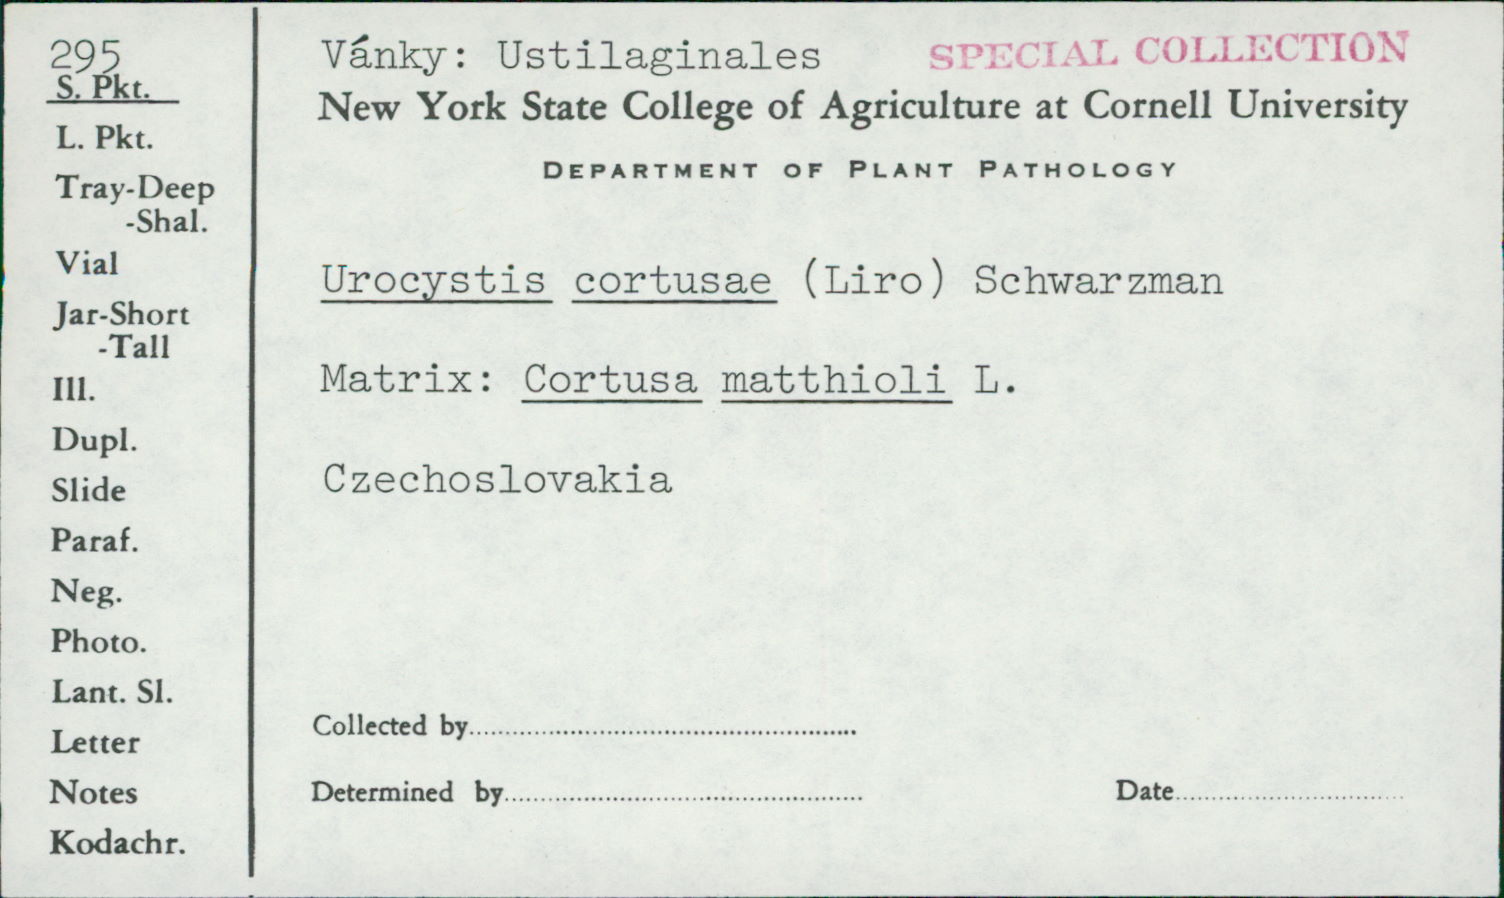 295
S. Pkt.
L. Pkt.
Tray-Deep
-Shal.
Vial
Jar-Short
-Tall
Ill.
Dupl.
Slide
Paraf.
Neg.
Photo.
Lant. Sl.
Letter
Notes
Kodachr.
Vánky: Ustilaginales SPECIAL COLLECTION
New York State College of Agriculture at Cornell University
DEPARTMENT OF PLANT PATHOLOGY
Urocystis cortusae (Liro) Schwarzman
Matrix: Cortusa matthioli L.
Czechoslovakia
Collected by
Determined by Date